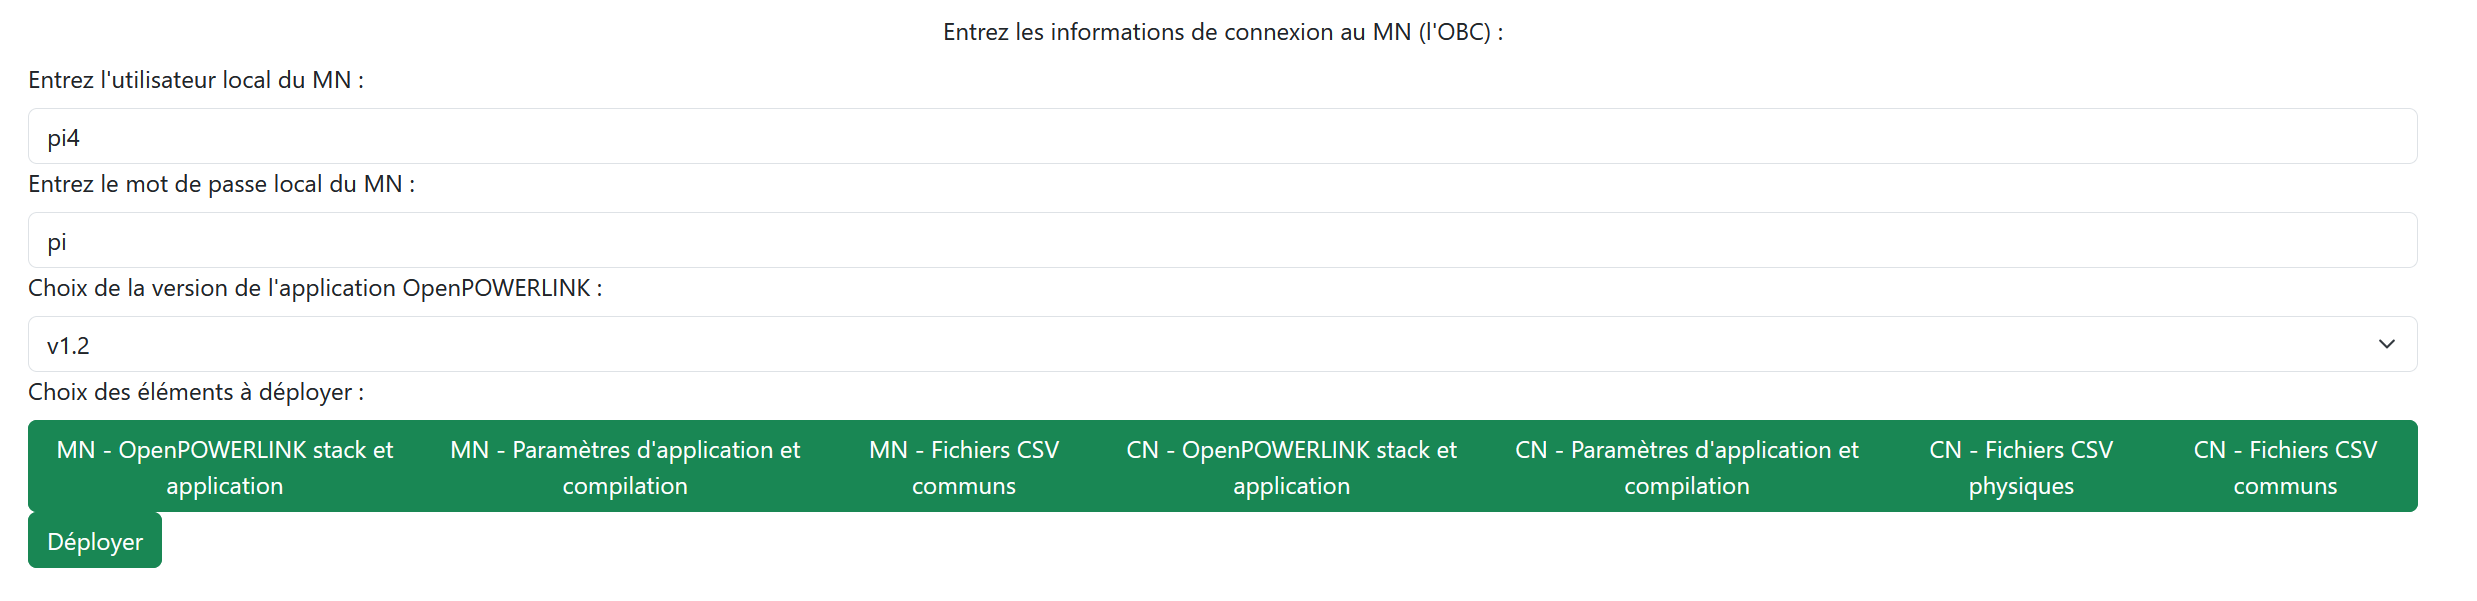 Entrez les informations de connexion au MN (l'OBC) :
Entrez l'utilisateur local du MN :
pi4
Entrez le mot de passe local du MN :
pi
Choix de la version de l'application OpenPOWERLINK :
v1.2
Choix des éléments à déployer :
MN - OpenPOWERLINK stack et
application
MN - Paramètres d'application et
compilation
MN - Fichiers CSV
communs
CN - OpenPOWERLINK stack et
application
CN - Paramètres d'application et
compilation
CN - Fichiers CSV
physiques
CN - Fichiers CSV
communs
Déployer